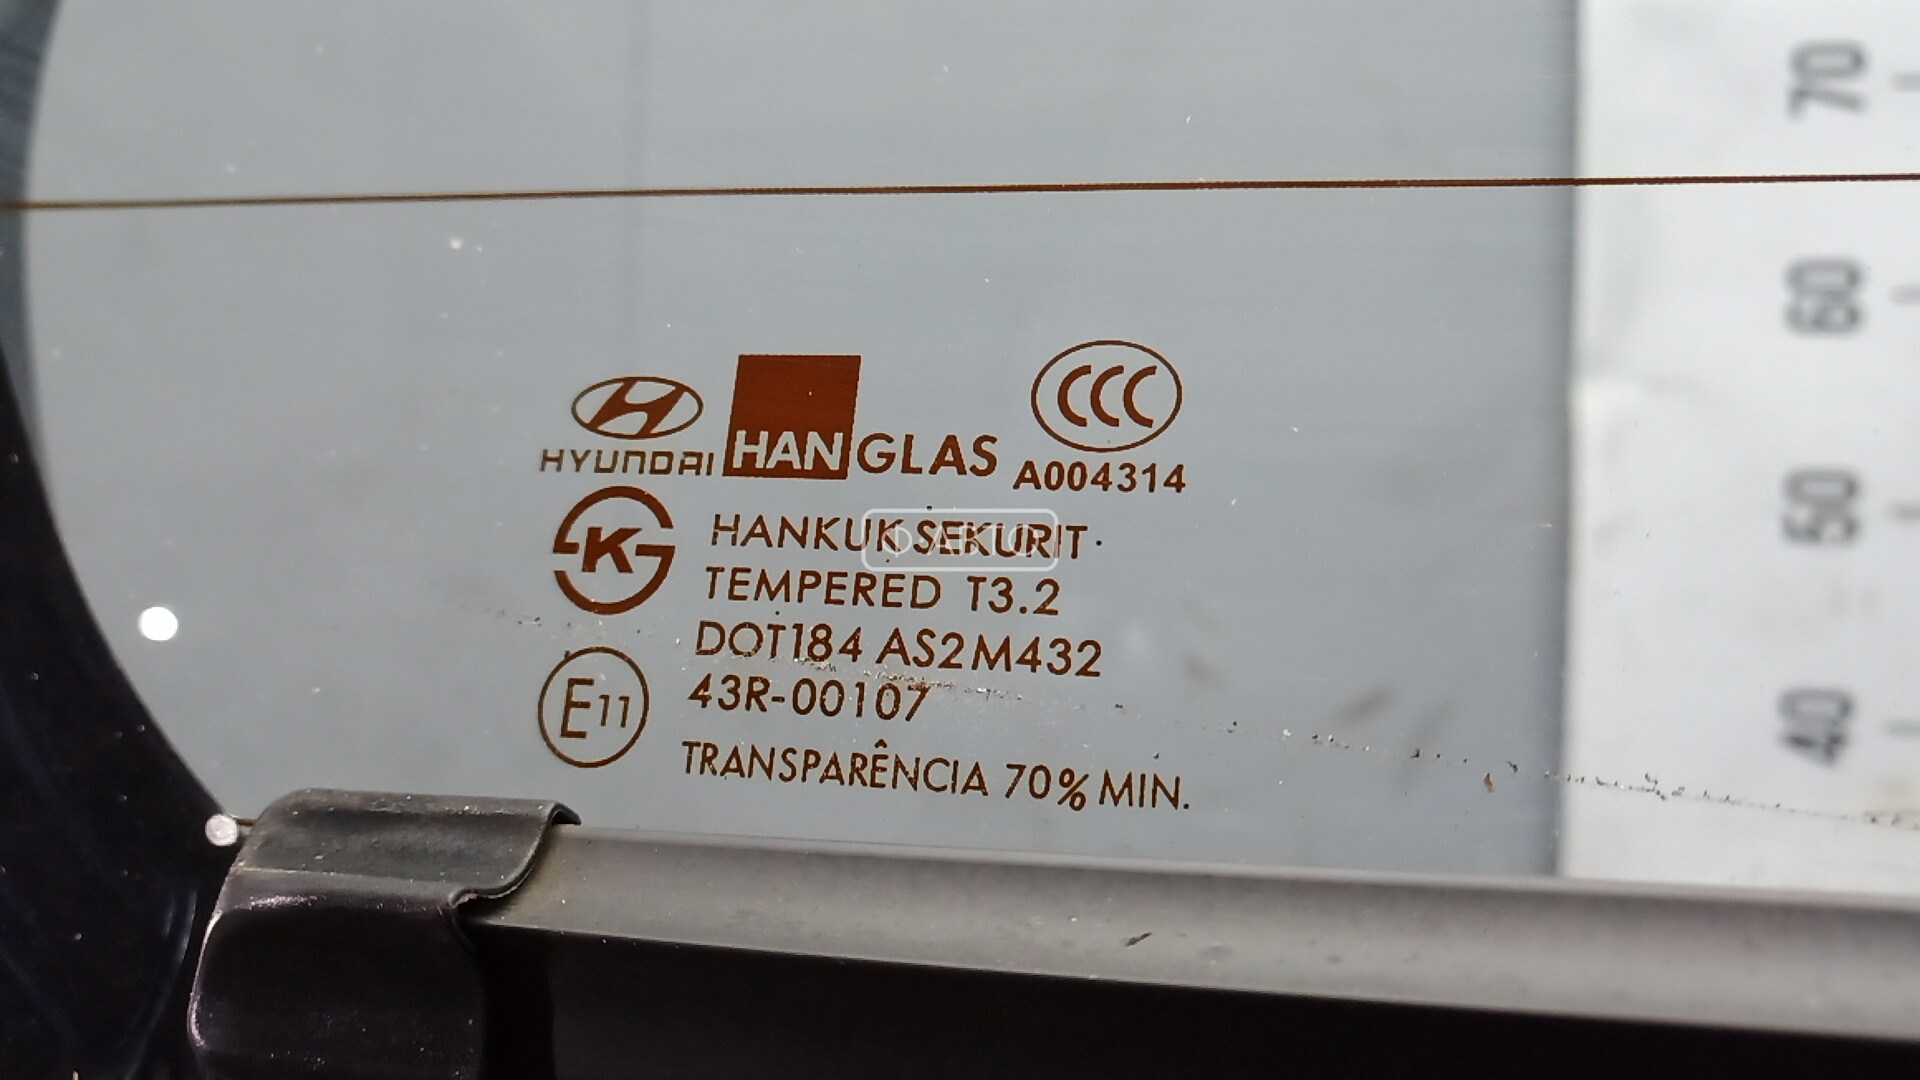 HYUNDAI HANGLAS CCC
A004314
K HANKUK SEKURIT
TEMPERED T3.2
DOT184 AS2M432
E11 43R-00107
TRANSPARÊNCIA 70% MIN.
Ф-АВТО
70
60
50
40